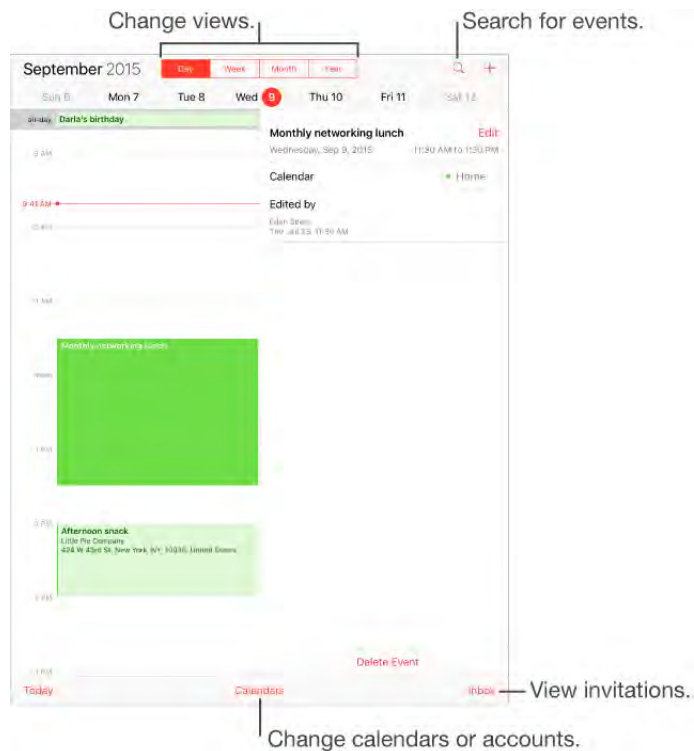 Change views.
Search for events.
September 2015 Day Week Month Year
Sun 6 Mon 7 Tue 8 Wed 9 Thu 10 Fri 11 Sat 12
all-day Darla's birthday
Monthly networking lunch Edit
Wednesday, Sep 9, 2015 11:30 AM to 1:30 PM
9 AM
Calendar Home
9:41 AM
Edited by
10 AM
11 AM
Monthly networking lunch
Noon
1 PM
2 PM
Afternoon snack
Little Pie Company
424 W 43rd St, New York, NY, 10036, United States
3 PM
Delete Event
4 PM
Today Calendars Inbox
View invitations.
Change calendars or accounts.